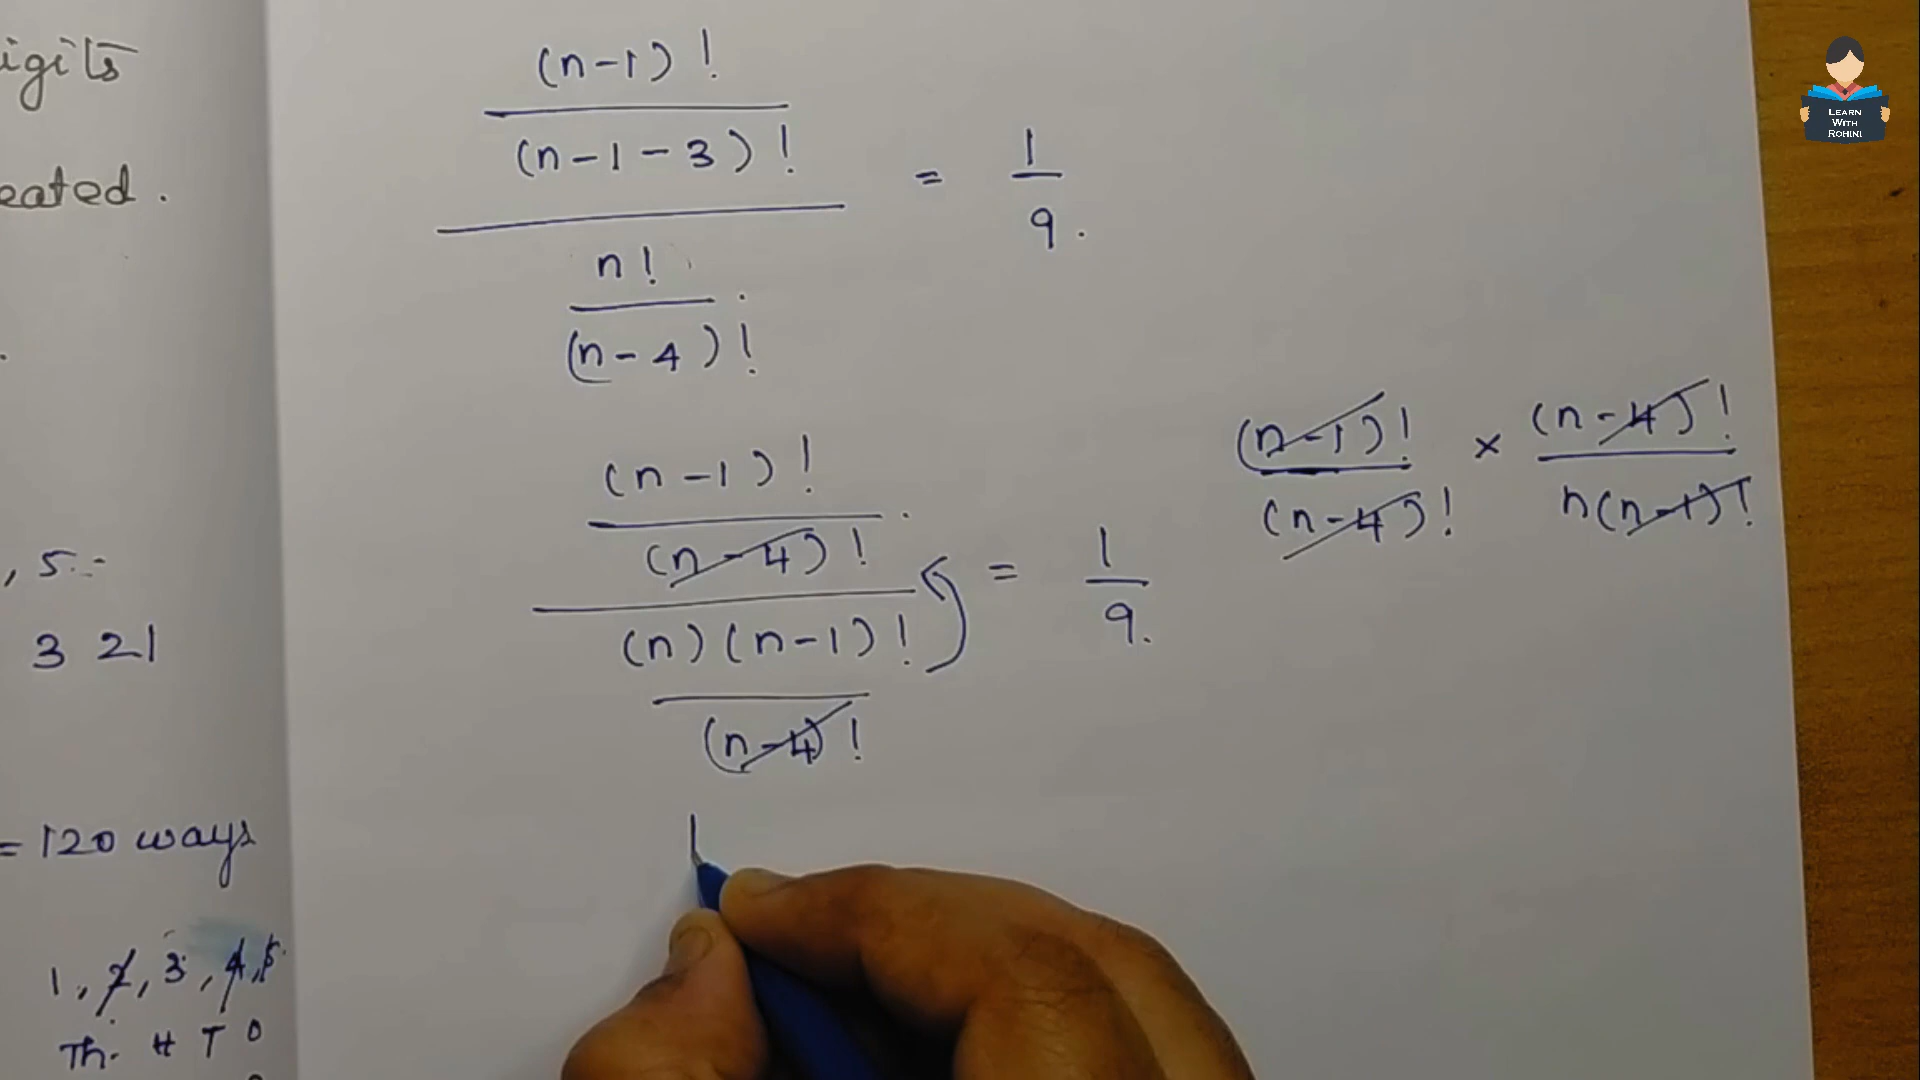 igits
eated.
, 5.-
3 21
= 120 ways
1, 2, 3, 4, 5
Th. H T O
(n-1)!
(n-1-3)!
= 1
9.
n!
(n-4)!
(n-1)!
(n-4)!
= 1
9.
(n)(n-1)!
(n-4)!
(n-1)! × (n-4)!
(n-4)! n(n-1)!
LEARN
WITH
ROHINI